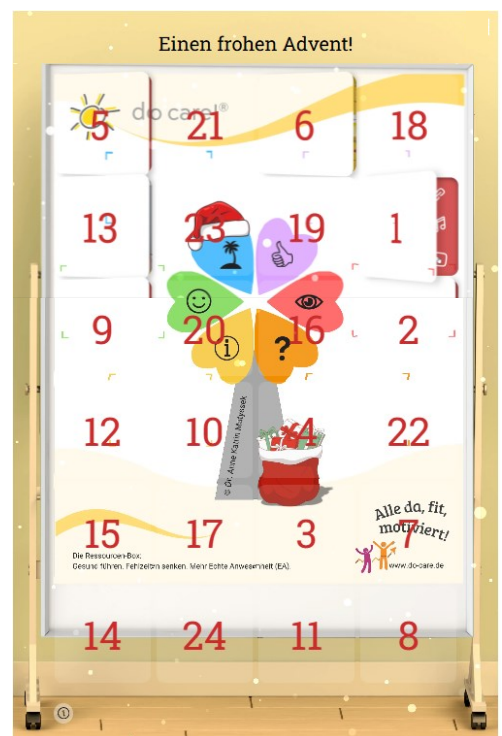 Einen frohen Advent!
do care!®
5 21 6 18
13 23 19 1
9 20 16 2
i ?
12 10 4 22
© Dr. Anne Katrin Matyssek
Alle da, fit,
motiviert!
15 17 3 7
Die Ressourcen-Box:
Gesund führen. Fehlzeiten senken. Mehr Echte Anwesenheit (EA).
www.do-care.de
14 24 11 8
i